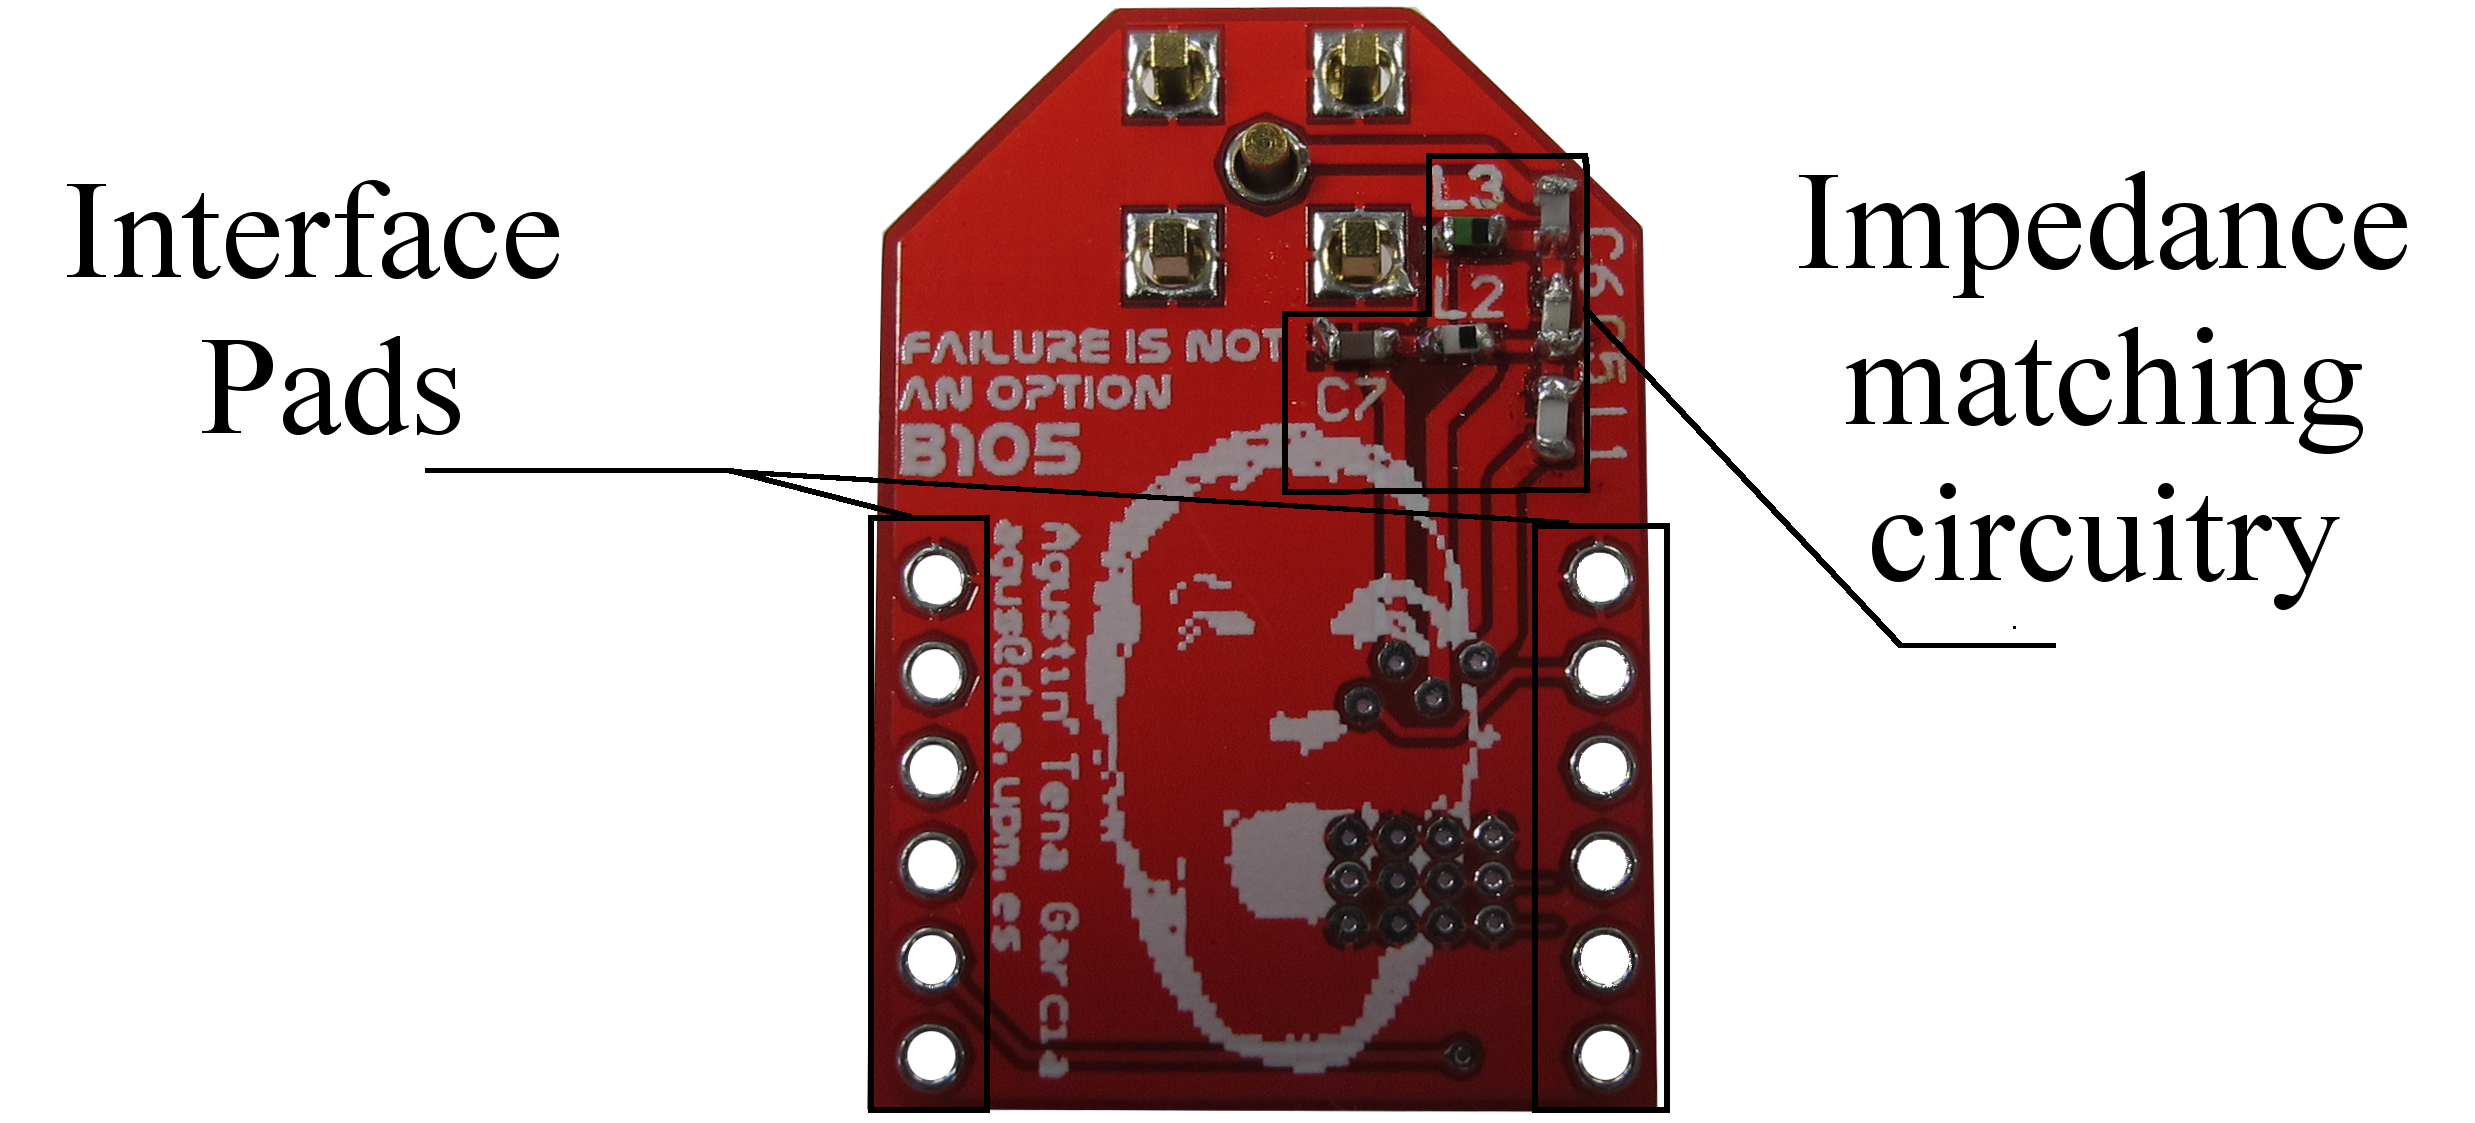 Interface
Pads
Impedance
matching
circuitry
L3
C6
L2
C5
C7
L1
FAILURE IS NOT
AN OPTION
B105
Agustin Tena Garcia
agus@die.upm.es